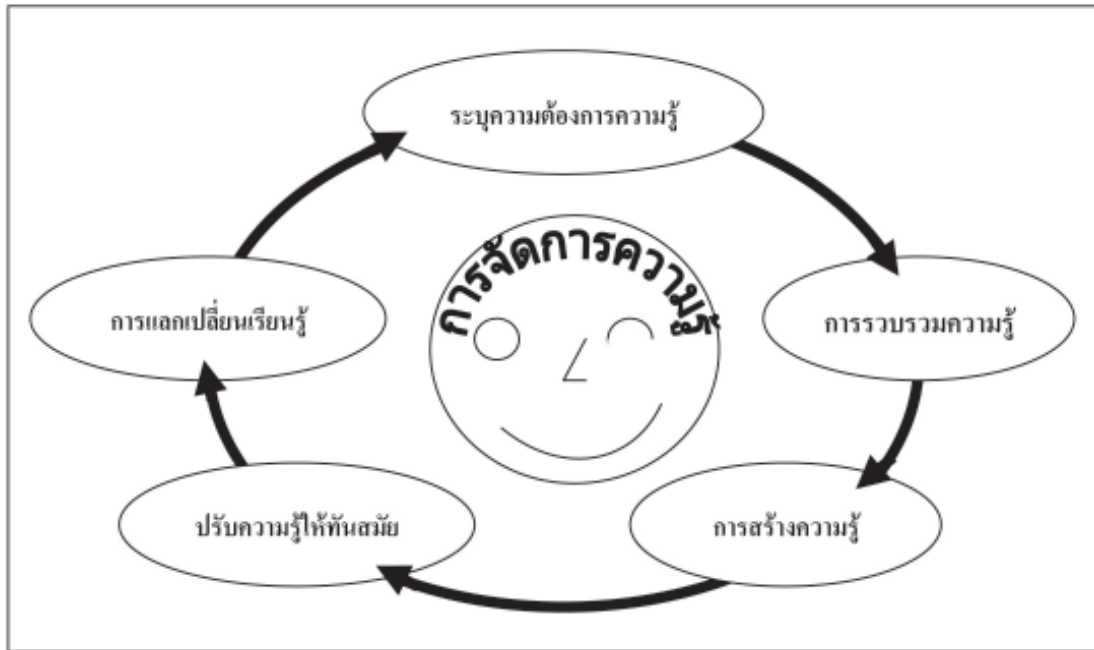 ระบุความต้องการความรู้
การจัดการความรู้
การแลกเปลี่ยนเรียนรู้
การรวบรวมความรู้
ปรับความรู้ให้ทันสมัย
การสร้างความรู้